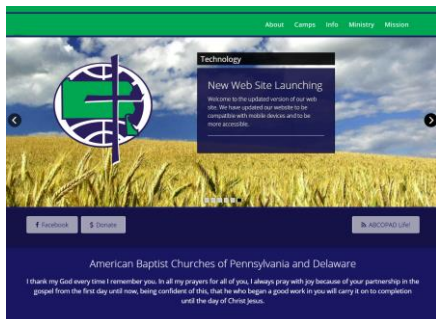 About Camps Info Ministry Mission
Technology
New Web Site Launching
Welcome to the updated version of our web
site. We have updated our website to be
compatible with mobile devices and to be
more accessible.
Facebook $ Donate ABCOPAD Life!
American Baptist Churches of Pennsylvania and Delaware
I thank my God every time I remember you. In all my prayers for all of you, I always pray with joy because of your partnership in the
gospel from the first day until now, being confident of this, that he who began a good work in you will carry it on to completion
until the day of Christ Jesus.